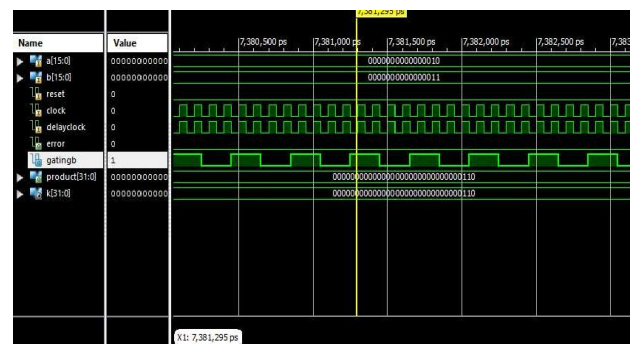 7,381,295 ps
Name Value
7,380,500 ps 7,381,000 ps 7,381,500 ps 7,382,000 ps 7,382,500 ps 7,383
a[15:0] 00000000000 0000000000000010
b[15:0] 00000000000 0000000000000011
reset 0
clock 0
delayclock 0
error 0
gatingb 1
product[31:0] 00000000000 00000000000000000000000000000110
k[31:0] 00000000000 00000000000000000000000000000110
X1: 7,381,295 ps